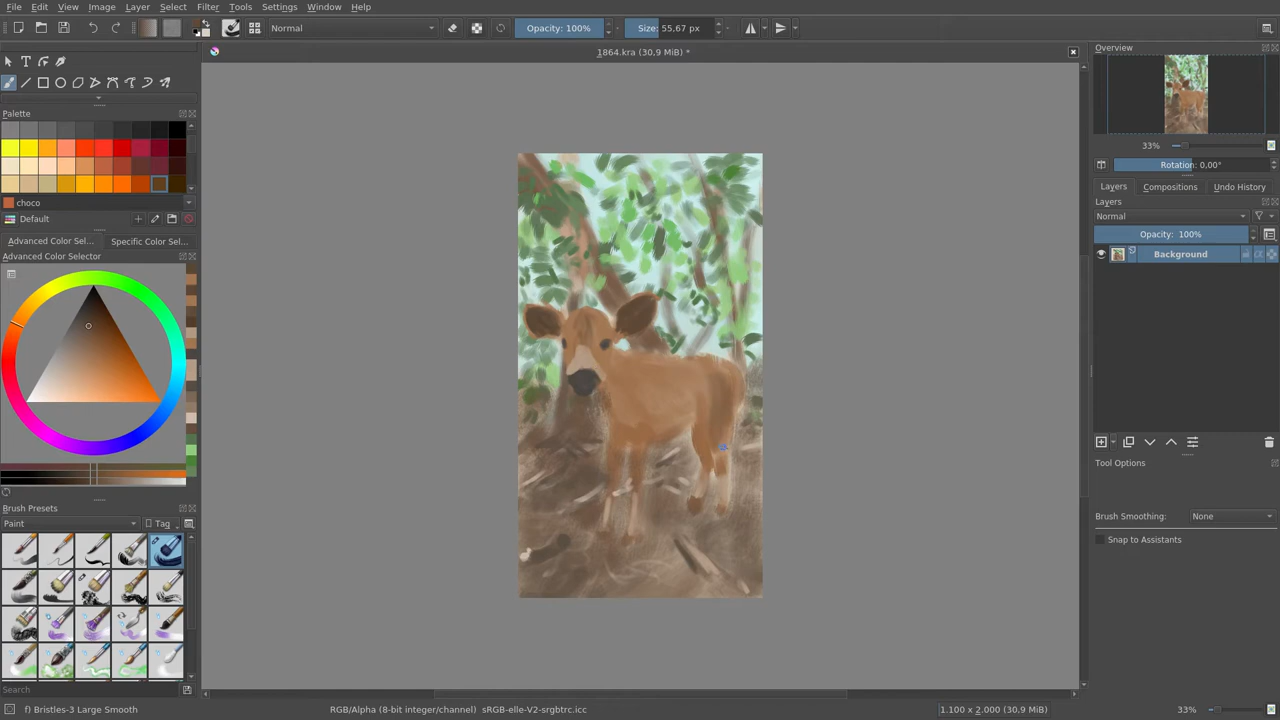 File Edit View Image Layer Select Filter Tools Settings Window Help
Normal Opacity: 100% Size: 55,67 px
1864.kra (30,9 MiB) *
Palette
choco
Default
Advanced Color Sel... Specific Color Sel...
Advanced Color Selector
Brush Presets
Paint Tag
Search
f) Bristles-3 Large Smooth RGB/Alpha (8-bit integer/channel) sRGB-elle-V2-srgbtrc.icc 1.100 x 2.000 (30,9 MiB) 33%
Overview
33%
Rotation: 0,00°
Layers Compositions Undo History
Layers
Normal
Opacity: 100%
Background
Tool Options
Brush Smoothing: None
Snap to Assistants